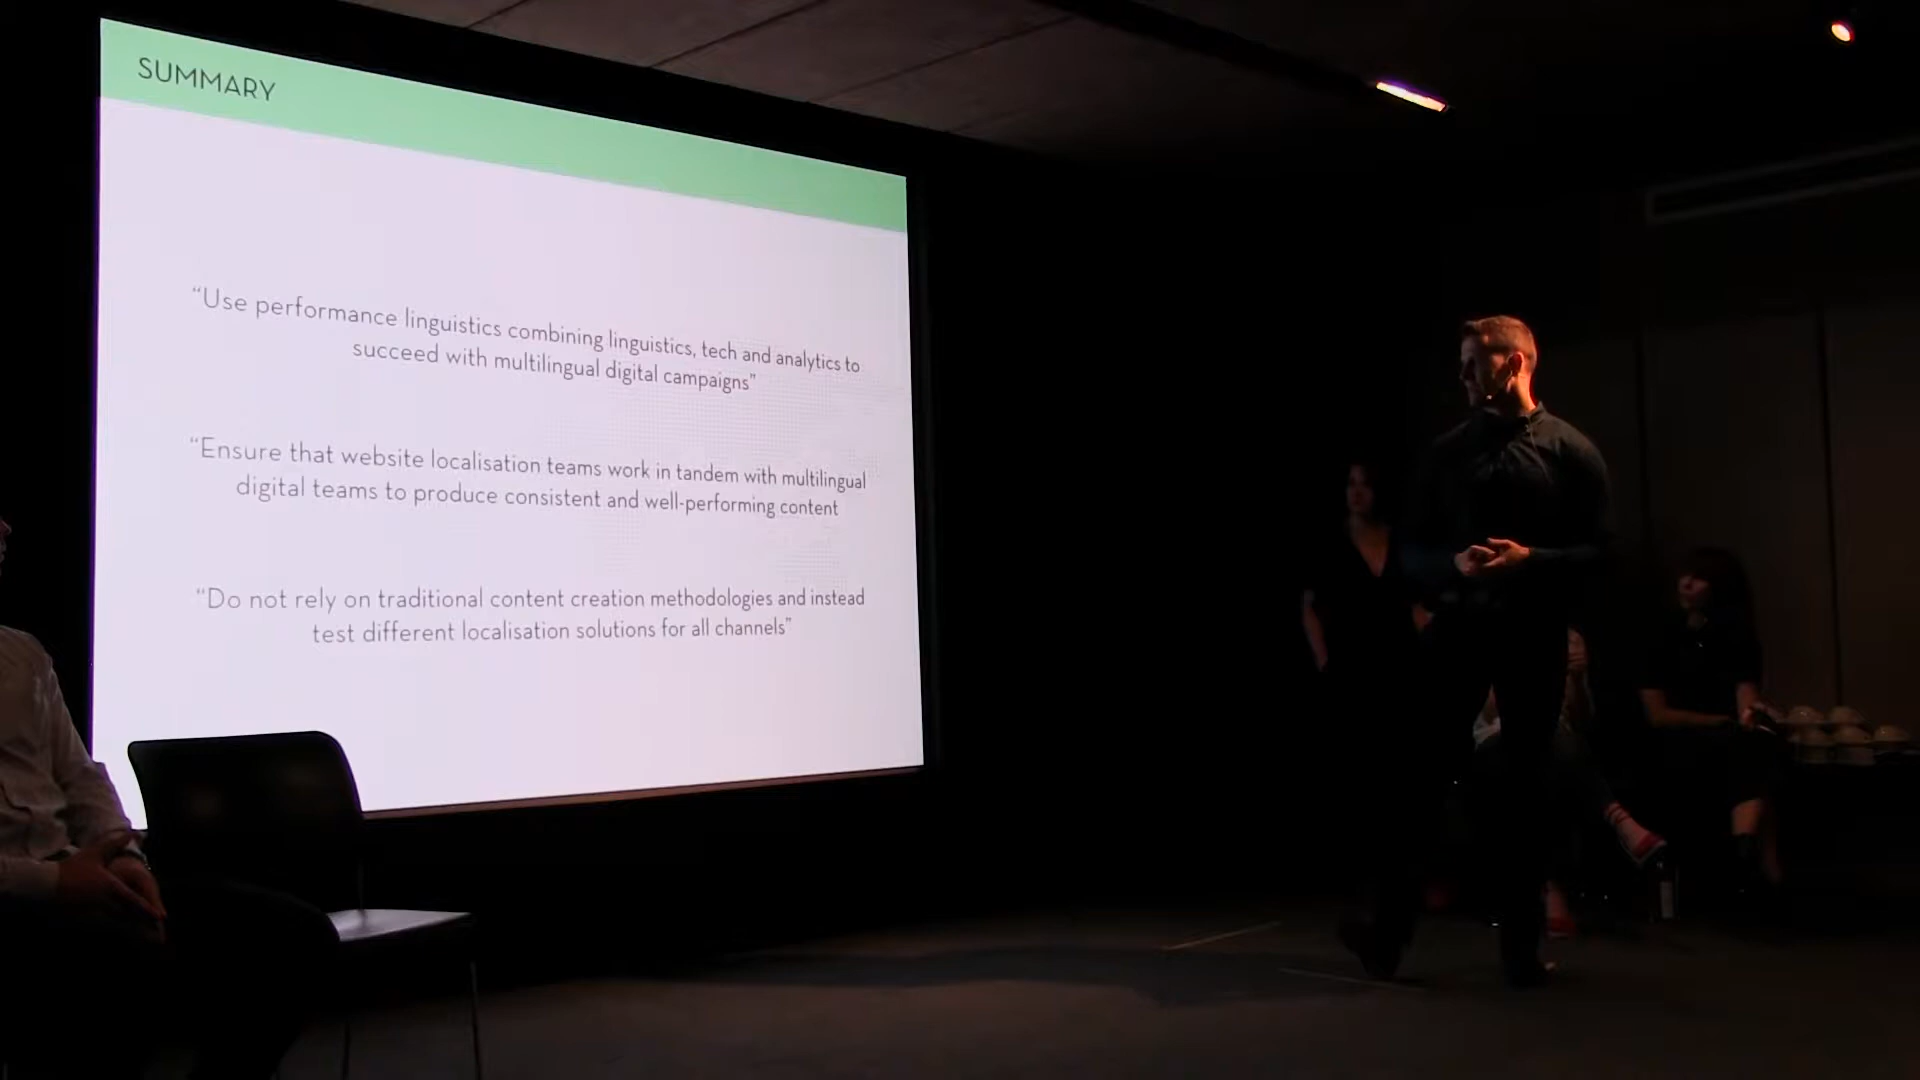 SUMMARY
“Use performance linguistics combining linguistics, tech and analytics to
succeed with multilingual digital campaigns”
“Ensure that website localisation teams work in tandem with multilingual
digital teams to produce consistent and well-performing content
“Do not rely on traditional content creation methodologies and instead
test different localisation solutions for all channels”